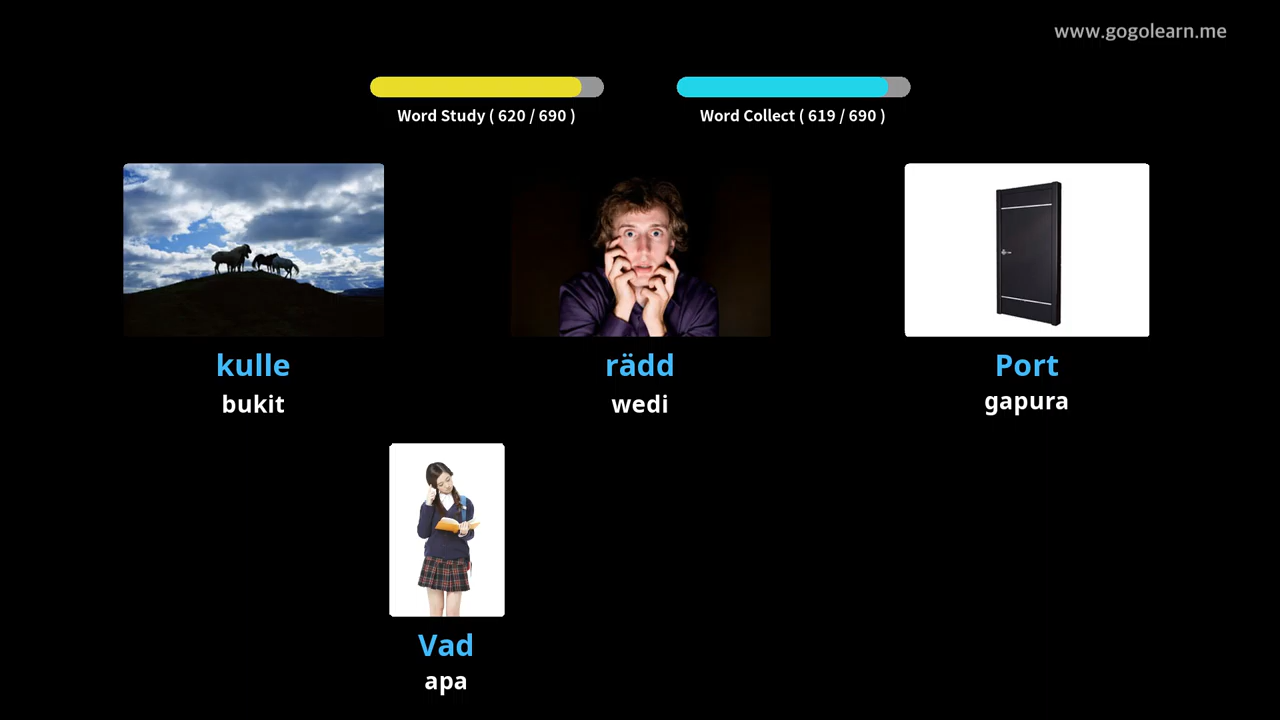 www.gogolearn.me
Word Study ( 620 / 690 )
Word Collect ( 619 / 690 )
kulle
bukit
rädd
wedi
Port
gapura
Vad
apa